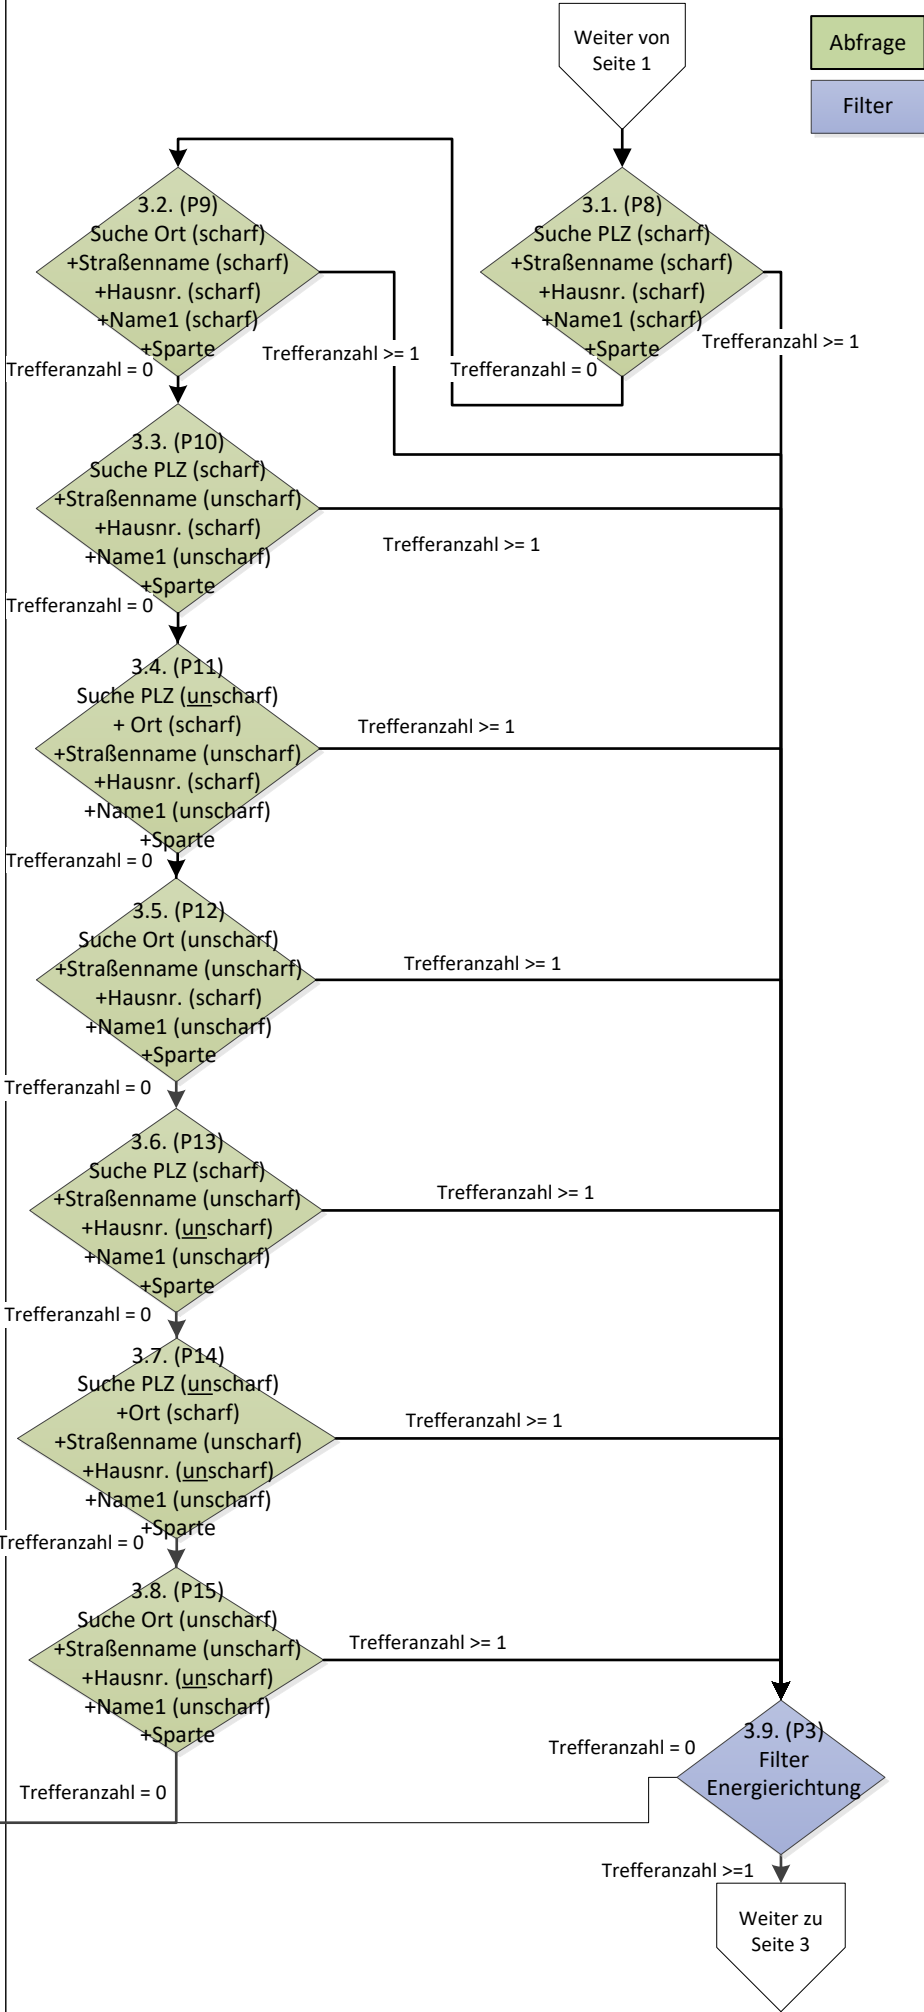 Weiter von
Seite 1
Abfrage
Filter
3.1. (P8)
Suche PLZ (scharf)
+Straßenname (scharf)
+Hausnr. (scharf)
+Name1 (scharf)
+Sparte
Trefferanzahl >= 1
Trefferanzahl = 0
3.2. (P9)
Suche Ort (scharf)
+Straßenname (scharf)
+Hausnr. (scharf)
+Name1 (scharf)
+Sparte
Trefferanzahl >= 1
Trefferanzahl = 0
3.3. (P10)
Suche PLZ (scharf)
+Straßenname (unscharf)
+Hausnr. (scharf)
+Name1 (unscharf)
+Sparte
Trefferanzahl >= 1
Trefferanzahl = 0
3.4. (P11)
Suche PLZ (unscharf)
+ Ort (scharf)
+Straßenname (unscharf)
+Hausnr. (scharf)
+Name1 (unscharf)
+Sparte
Trefferanzahl >= 1
Trefferanzahl = 0
3.5. (P12)
Suche Ort (unscharf)
+Straßenname (unscharf)
+Hausnr. (scharf)
+Name1 (unscharf)
+Sparte
Trefferanzahl >= 1
Trefferanzahl = 0
3.6. (P13)
Suche PLZ (scharf)
+Straßenname (unscharf)
+Hausnr. (unscharf)
+Name1 (unscharf)
+Sparte
Trefferanzahl >= 1
Trefferanzahl = 0
3.7. (P14)
Suche PLZ (unscharf)
+Ort (scharf)
+Straßenname (unscharf)
+Hausnr. (unscharf)
+Name1 (unscharf)
+Sparte
Trefferanzahl >= 1
Trefferanzahl = 0
3.8. (P15)
Suche Ort (unscharf)
+Straßenname (unscharf)
+Hausnr. (unscharf)
+Name1 (unscharf)
+Sparte
Trefferanzahl >= 1
Trefferanzahl = 0
3.9. (P3)
Filter
Energierichtung
Trefferanzahl = 0
Trefferanzahl >=1
Weiter zu
Seite 3